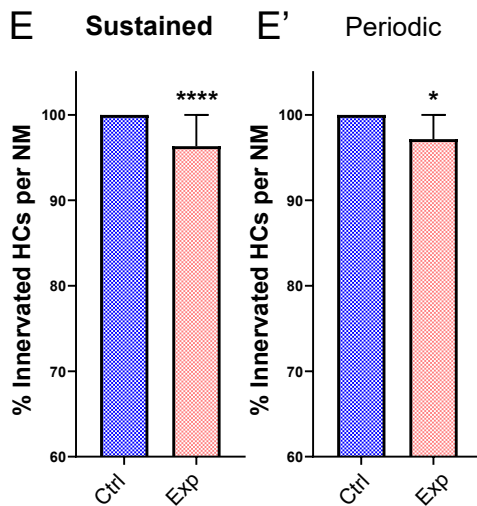 E Sustained
% Innervated HCs per NM
100
90
80
70
60
****
Ctrl
Exp
E’ Periodic
% Innervated HCs per NM
100
90
80
70
60
*
Ctrl
Exp